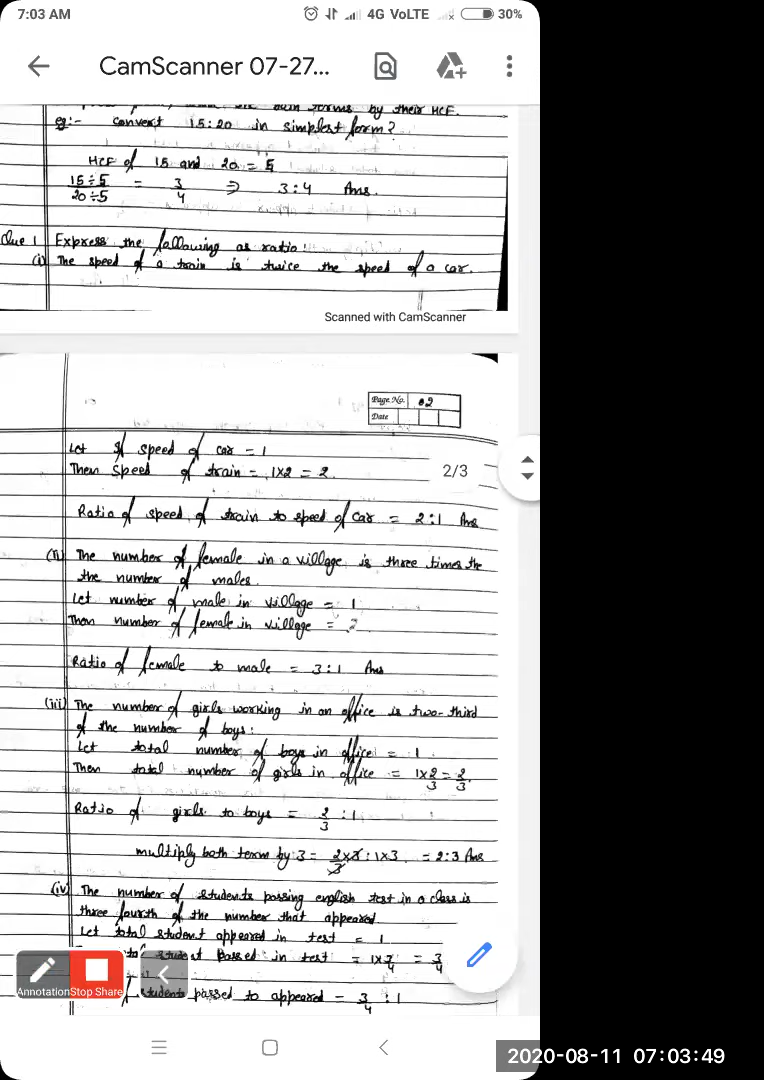 7:03 AM 4G VoLTE 30%
CamScanner 07-27...
by their HCF.
eg:- Convert 15:20 in simplest form?
HCF of 15 and 20 = 5
15÷5 = 3 ⇒ 3:4 Ans.
20÷5 4
Que 1 Express the following as ratio:
(i) The speed of a train is twice the speed of a car.
Scanned with CamScanner
Page No. 02
Date
Let speed of car = 1
Then speed of train = 1×2 = 2
2/3
Ratio of speed of train to speed of car = 2:1 Ans
(ii) The number of female in a village is three times the
the number of males.
Let number of male in village = 1
Then number of female in village = 3
Ratio of female to male = 3:1 Ans
(iii) The number of girls working in an office is two-third
of the number of boys:
Let total number of boys in office = 1
Then total number of girls in office = 1×2/3 = 2/3
Ratio of girls to boys = 2/3 : 1
multiply both term by 3 = 2/3×3 : 1×3 = 2:3 Ans
(iv) The number of students passing english test in a class is
three fourth of the number that appeared.
Let total student appeared in test = 1
student passed in test = 1×3/4 = 3/4
students passed to appeared = 3/4 : 1
Annotation Stop Share
2020-08-11 07:03:49